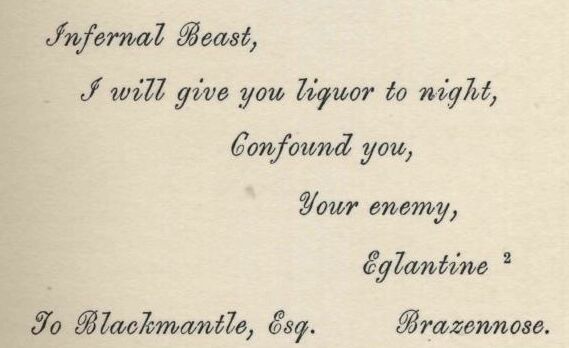 Infernal Beast,
I will give you liquor to night,
Confound you,
Your enemy,
Eglantine ²
To Blackmantle, Esq. Brazennose.